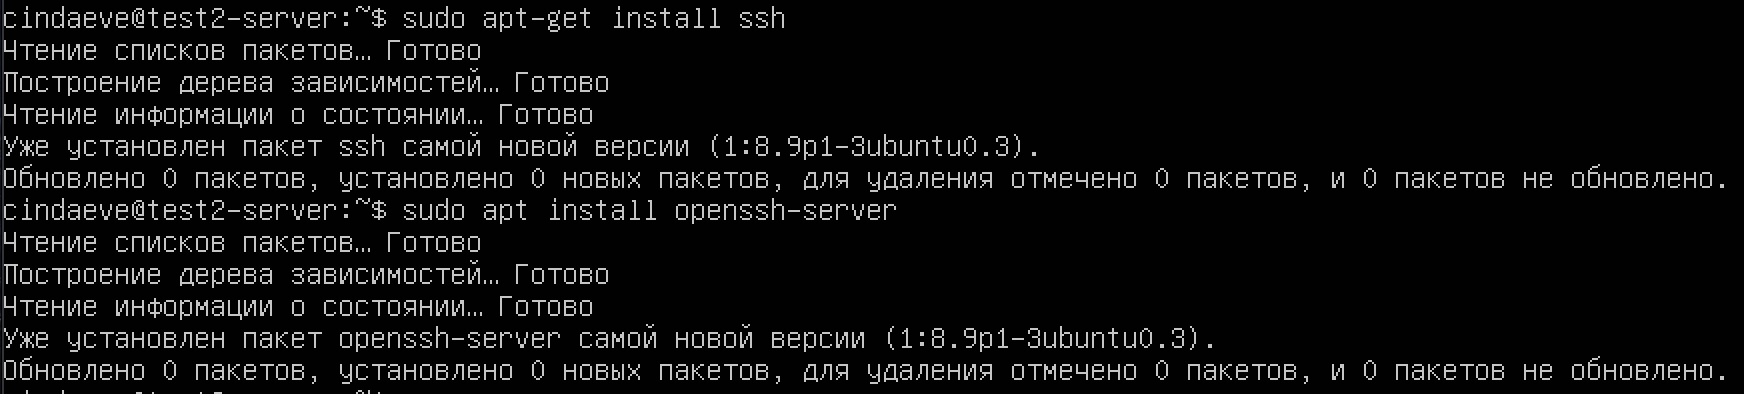 cindaeve@test2-server:~$ sudo apt-get install ssh
Чтение списков пакетов… Готово
Построение дерева зависимостей… Готово
Чтение информации о состоянии… Готово
Уже установлен пакет ssh самой новой версии (1:8.9p1-3ubuntu0.3).
Обновлено 0 пакетов, установлено 0 новых пакетов, для удаления отмечено 0 пакетов, и 0 пакетов не обновлено.
cindaeve@test2-server:~$ sudo apt install openssh-server
Чтение списков пакетов… Готово
Построение дерева зависимостей… Готово
Чтение информации о состоянии… Готово
Уже установлен пакет openssh-server самой новой версии (1:8.9p1-3ubuntu0.3).
Обновлено 0 пакетов, установлено 0 новых пакетов, для удаления отмечено 0 пакетов, и 0 пакетов не обновлено.